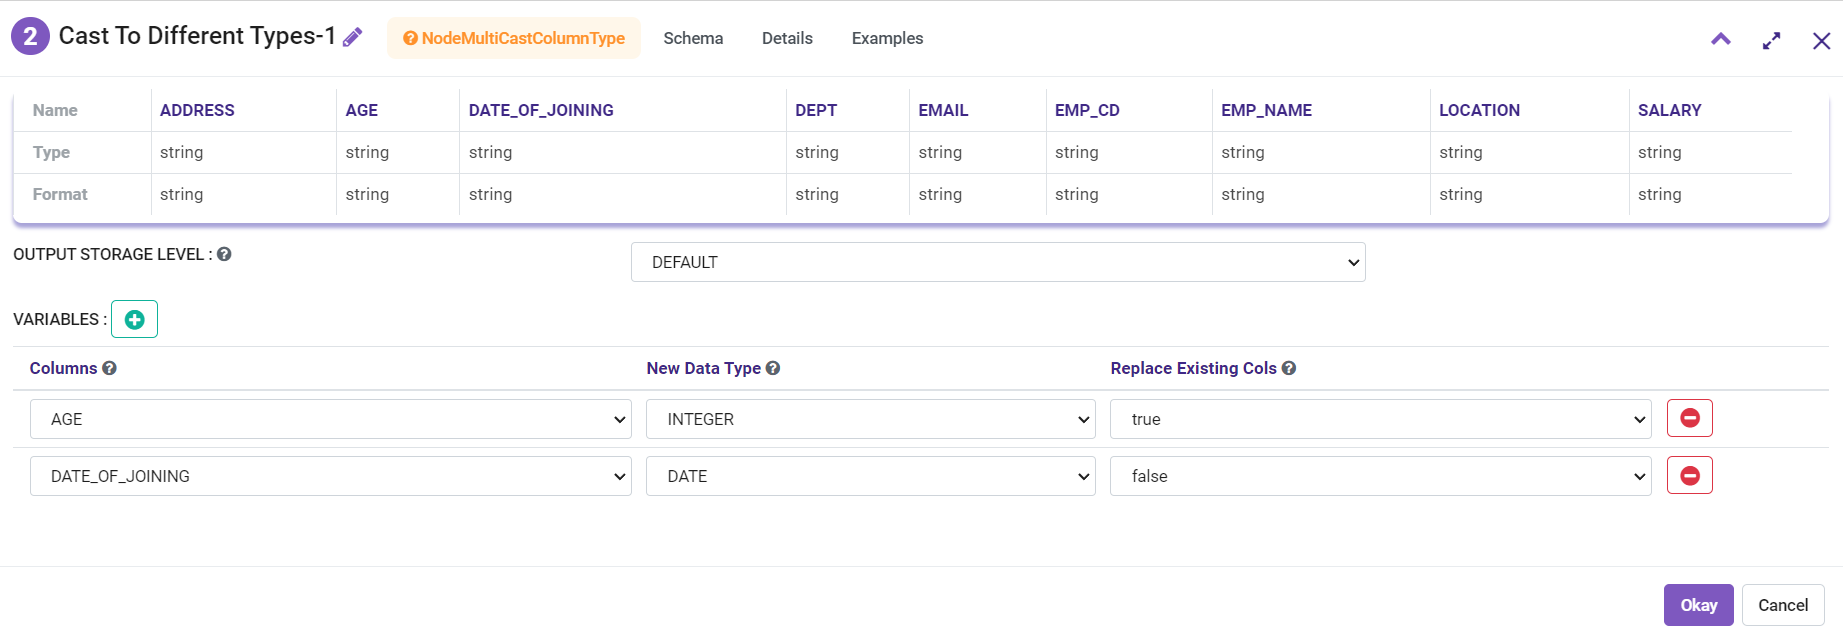 2 Cast To Different Types-1 NodeMultiCastColumnType Schema Details Examples
Name ADDRESS AGE DATE_OF_JOINING DEPT EMAIL EMP_CD EMP_NAME LOCATION SALARY
Type string string string string string string string string string
Format string string string string string string string string string
OUTPUT STORAGE LEVEL : DEFAULT
VARIABLES :
Columns New Data Type Replace Existing Cols
AGE INTEGER true
DATE_OF_JOINING DATE false
Okay Cancel